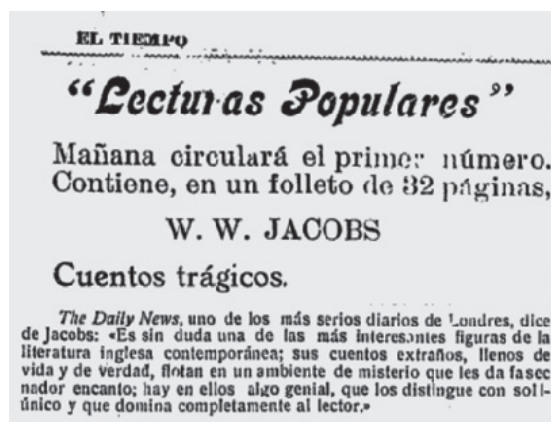 EL TIEMPO
“Lecturas Populares”
Mañana circulará el primer número.
Contiene, en un folleto de 32 páginas,
W. W. JACOBS
Cuentos trágicos.
The Daily News, uno de los más serios diarios de Londres, dice
de Jacobs: «Es sin duda una de las más interesantes figuras de la
literatura inglesa contemporánea; sus cuentos extraños, llenos de
vida y de verdad, flotan en un ambiente de misterio que les da fasec
nador encanto; hay en ellos algo genial, que los distingue con soll-
único y que domina completamente al lector.»